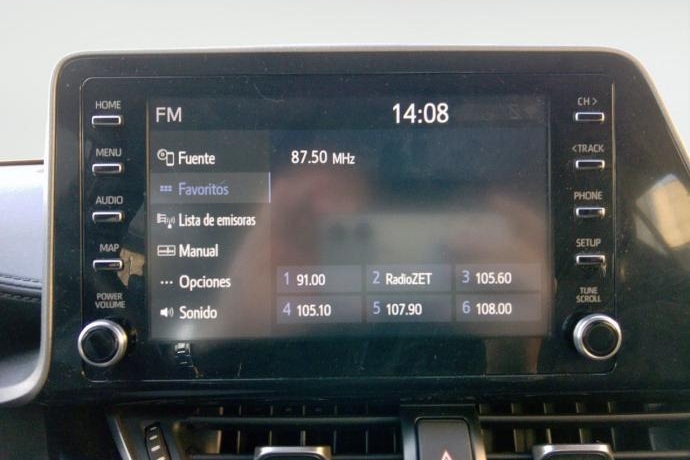 HOME
MENU
AUDIO
MAP
POWER
VOLUME
FM
14:08
Fuente
87.50 MHz
Favoritos
Lista de emisoras
Manual
Opciones
Sonido
1 91.00
2 RadioZET
3 105.60
4 105.10
5 107.90
6 108.00
CH >
< TRACK
PHONE
SETUP
TUNE
SCROLL